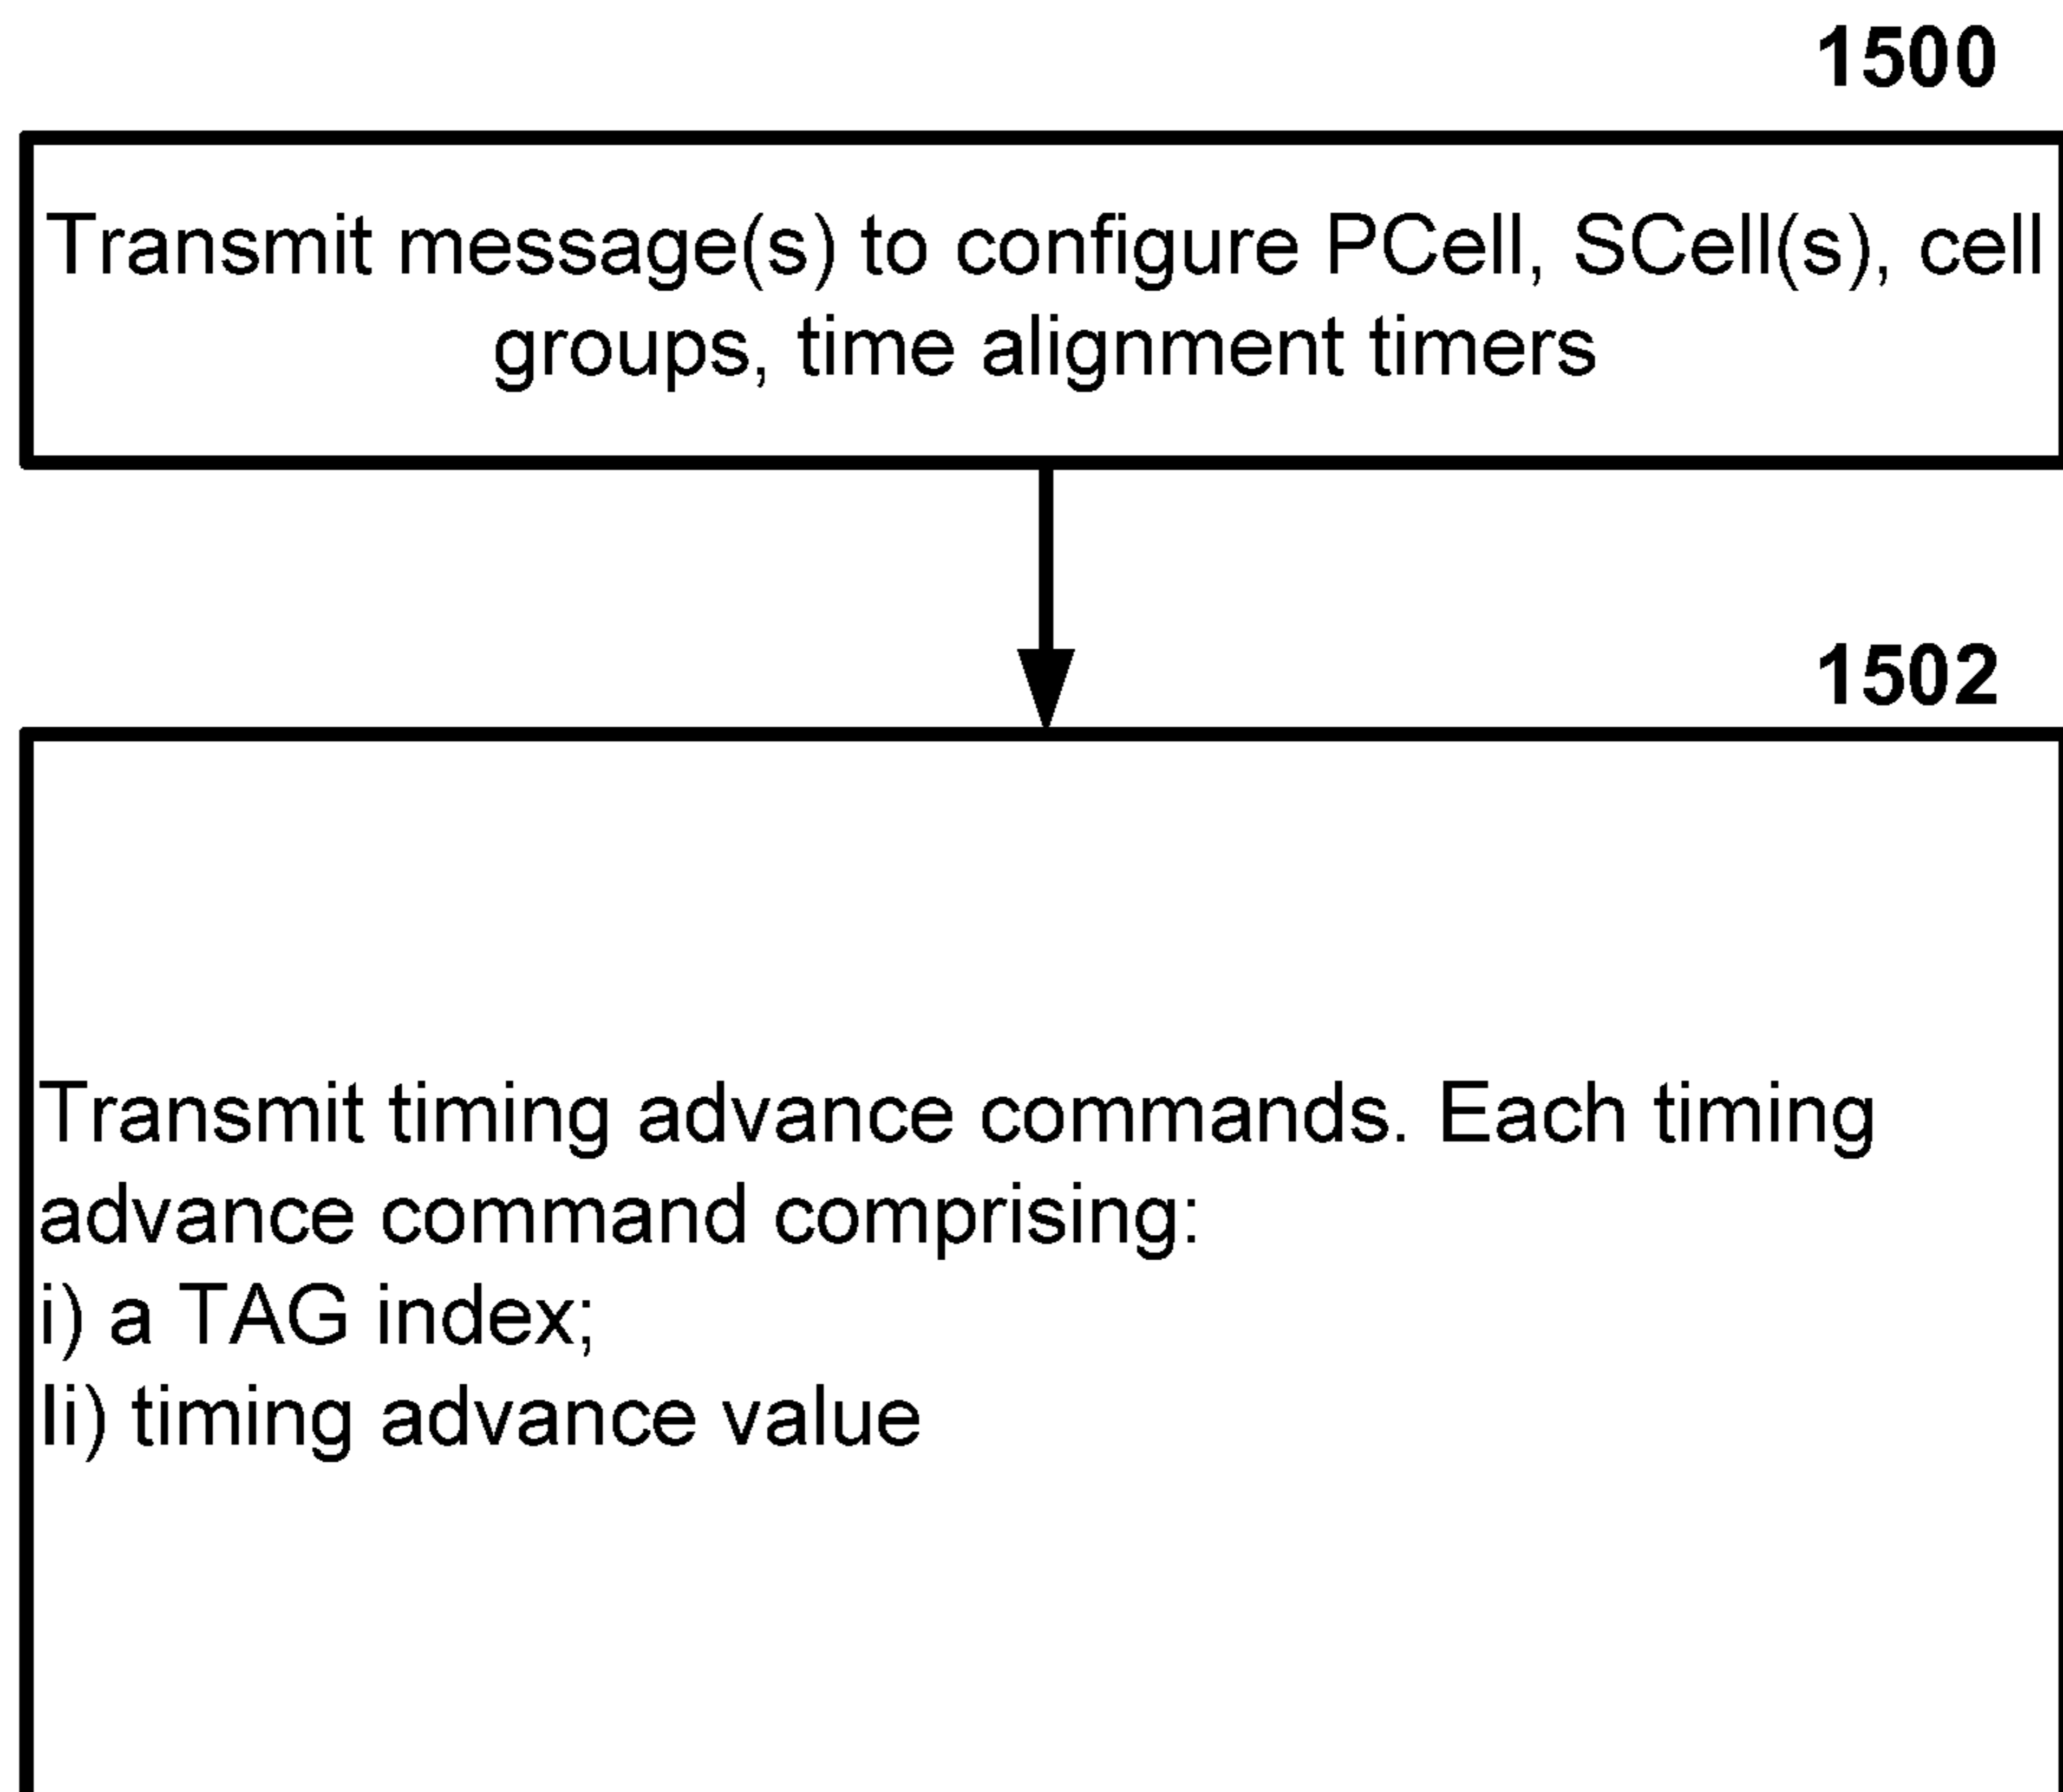 1500
Transmit message(s) to configure PCell, SCell(s), cell
groups, time alignment timers
1502
Transmit timing advance commands. Each timing
advance command comprising:
i) a TAG index;
Ii) timing advance value